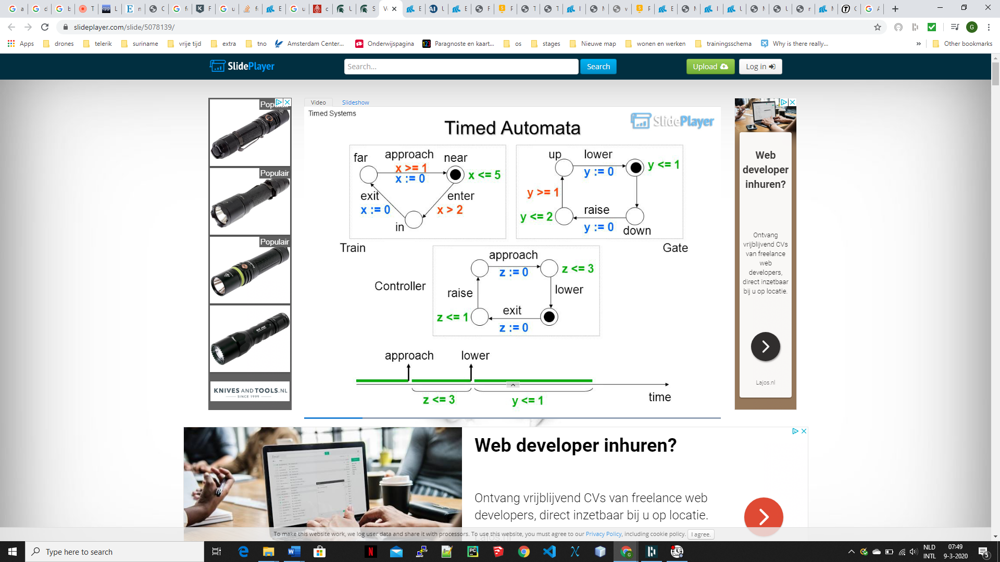 slideplayer.com/slide/5078139/
G
Apps
drones
telerik
suriname
vrije tijd
extra
tno
Amsterdam Center...
Onderwijspagina
123
Paragnoste en kaart...
os
stages
Nieuwe map
wonen en werken
trainingsschema
Why is there really...
»
Other bookmarks
SlidePlayer
Search...
Search
Upload
Log in
Populair
Populair
Populair
KNIVESANDTOOLS.NL
SINCE 1999
Video
Slideshow
Timed Systems
SlidePlayer
Timed Automata
far
approach
near
x >= 1
x := 0
x <= 5
exit
x := 0
enter
x > 2
in
Train
up
lower
y := 0
y <= 1
y >= 1
y <= 2
raise
y := 0
down
Gate
approach
z := 0
z <= 3
Controller
raise
lower
z <= 1
exit
z := 0
approach
lower
z <= 3
y <= 1
time
Web
developer
inhuren?
Ontvang
vrijblijvend CVs
van freelance
web
developers,
direct inzetbaar
bij u op locatie.
Lajos.nl
Web developer inhuren?
Ontvang vrijblijvend CVs van freelance web
developers, direct inzetbaar bij u op locatie.
Lajos.nl
To make this website work, we log user data and share it with processors. To use this website, you must agree to our Privacy Policy, including cookie policy.
I agree.
Type here to search
NLD
INTL
07:49
9-3-2020
5